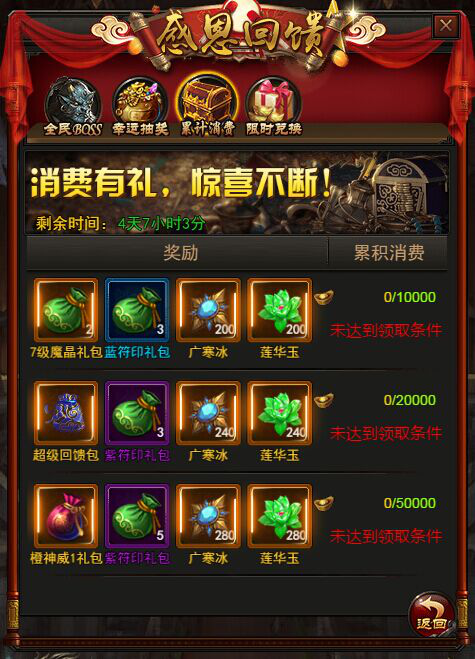 感恩回馈
全民BOSS 幸运抽奖 累计消费 限时兑换
消费有礼，惊喜不断！
剩余时间： 4天7小时3分
奖励 累积消费
2 3 200 200 0/10000
未达到领取条件
7级魔晶礼包 蓝符印礼包 广寒冰 莲华玉
3 240 240 0/20000
未达到领取条件
超级回馈包 紫符印礼包 广寒冰 莲华玉
5 280 280 0/50000
未达到领取条件
橙神威1礼包 紫符印礼包 广寒冰 莲华玉
返回